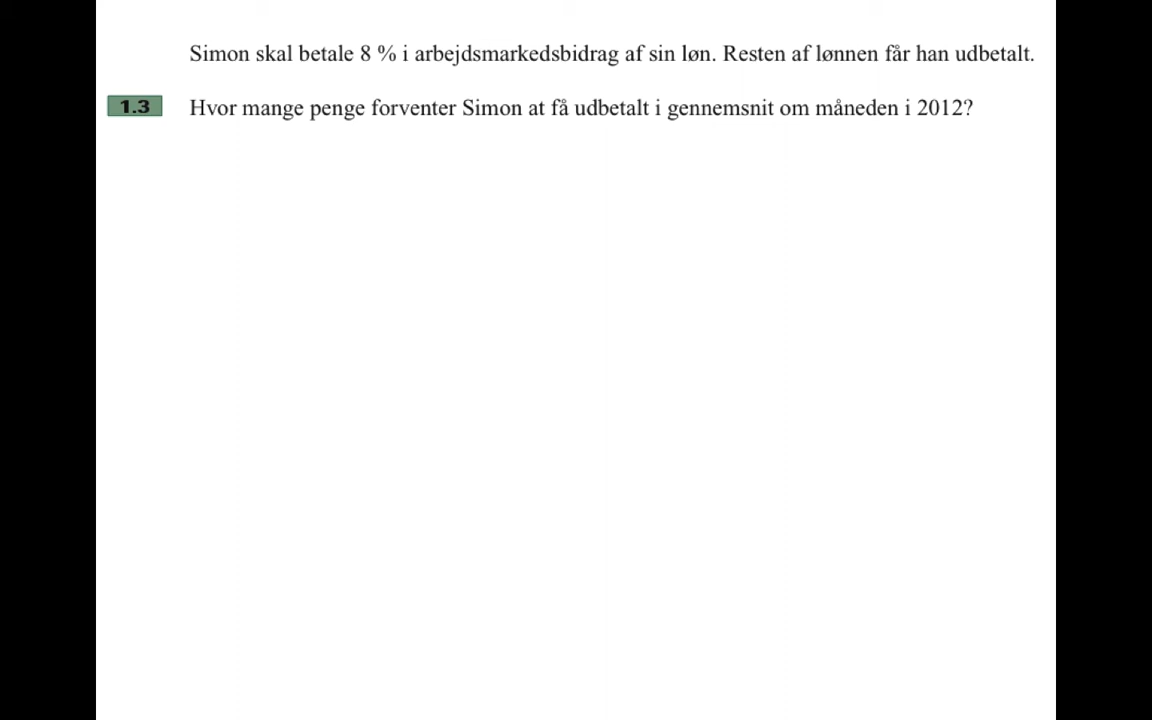 Simon skal betale 8 % i arbejdsmarkedsbidrag af sin løn. Resten af lønnen får han udbetalt.
1.3 Hvor mange penge forventer Simon at få udbetalt i gennemsnit om måneden i 2012?